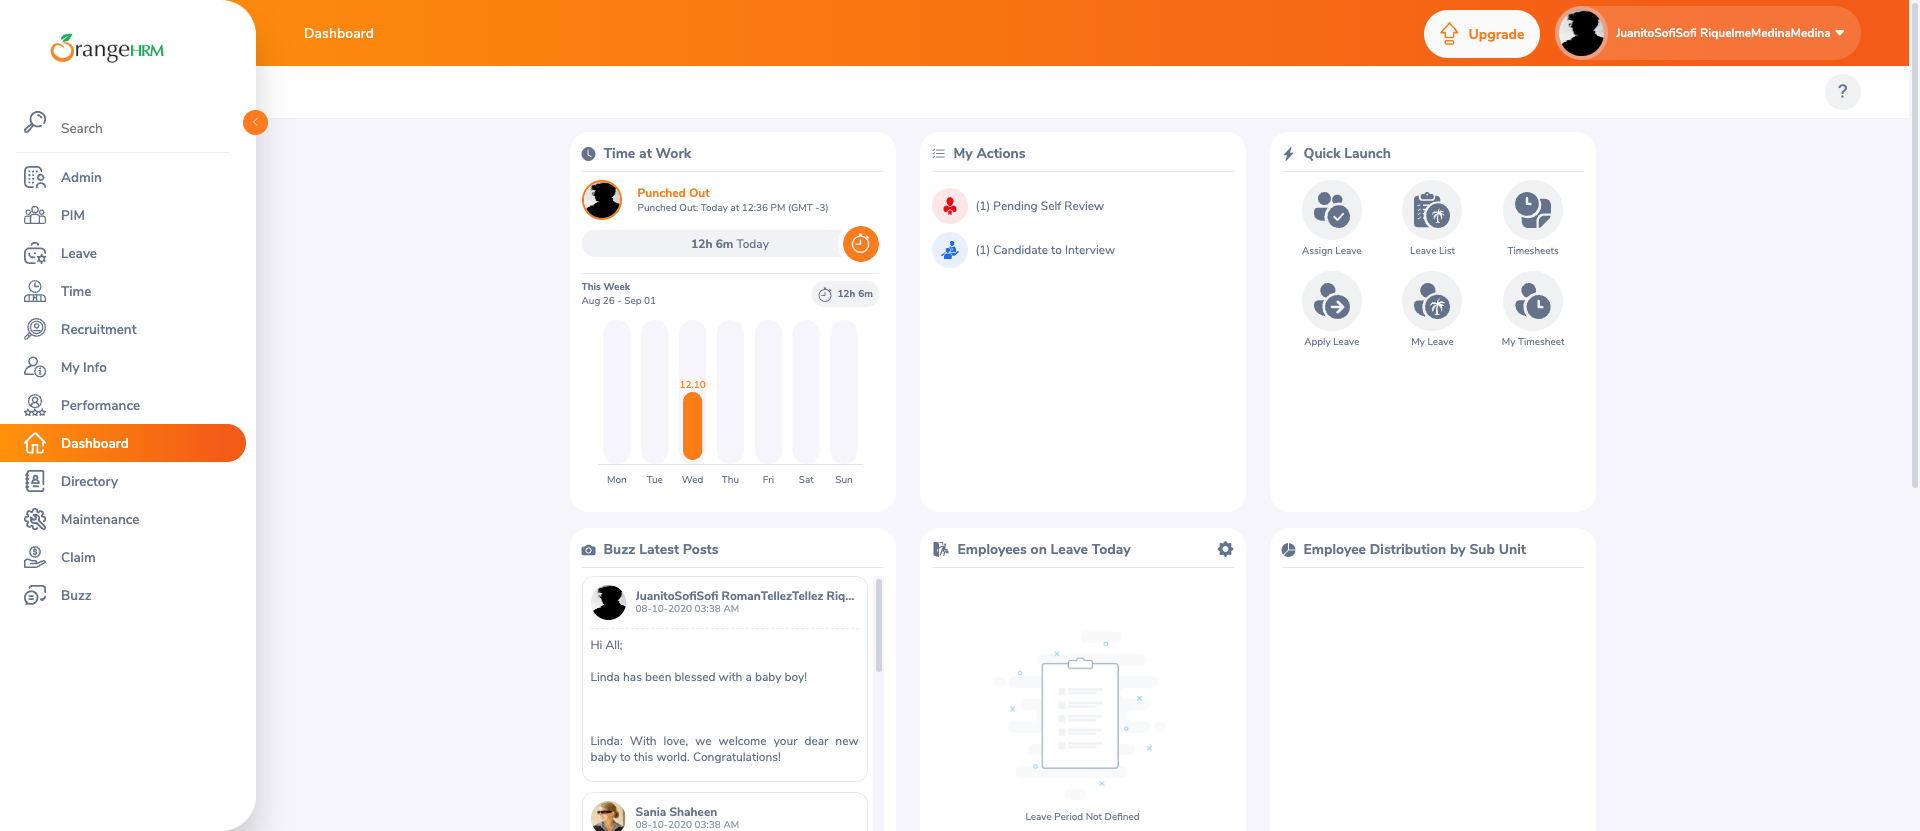 OrangeHRM
Dashboard
Upgrade
JuanitoSofiSofi RiquelmeMedinaMedina
?
Search
Admin
PIM
Leave
Time
Recruitment
My Info
Performance
Dashboard
Directory
Maintenance
Claim
Buzz
Time at Work
Punched Out
Punched Out: Today at 12:36 PM (GMT -3)
12h 6m Today
This Week
Aug 26 - Sep 01
12h 6m
12.10
Mon Tue Wed Thu Fri Sat Sun
My Actions
(1) Pending Self Review
(1) Candidate to Interview
Quick Launch
Assign Leave
Leave List
Timesheets
Apply Leave
My Leave
My Timesheet
Buzz Latest Posts
JuanitoSofiSofi RomanTellezTellez Riq...
08-10-2020 03:38 AM
Hi All;
Linda has been blessed with a baby boy!
Linda: With love, we welcome your dear new
baby to this world. Congratulations!
Sania Shaheen
08-10-2020 03:38 AM
Employees on Leave Today
Leave Period Not Defined
Employee Distribution by Sub Unit